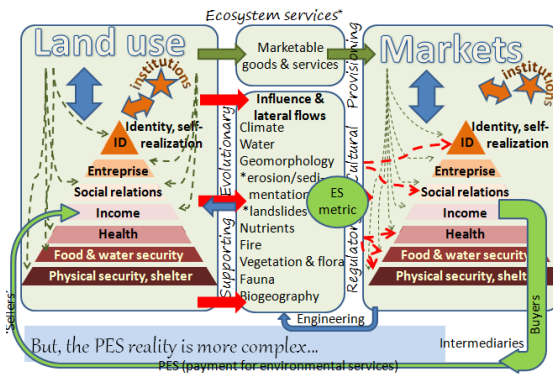 Ecosystem services*
Land use
institutions
Identity, self-
realization
ID
Entreprise
Social relations
Income
Health
Food & water security
Physical security, shelter
Marketable
goods & services
Provisioning
Evolutionary
Supporting
Cultural
Influence &
lateral flows
Climate
Water
Geomorphology
*erosion/sedi
mentation
*landslides
Nutrients
Fire
Vegetation & flora
Fauna
Biogeography
ES
metric
Engineering
Markets
institutions
Identity, self-
realization
ID
Entreprise
Social relations
Income
Health
Food & water security
Physical security, shelt
'Sellers'
Buyers
Intermediaries
But, the PES reality is more complex...
PES (payment for environmental services)